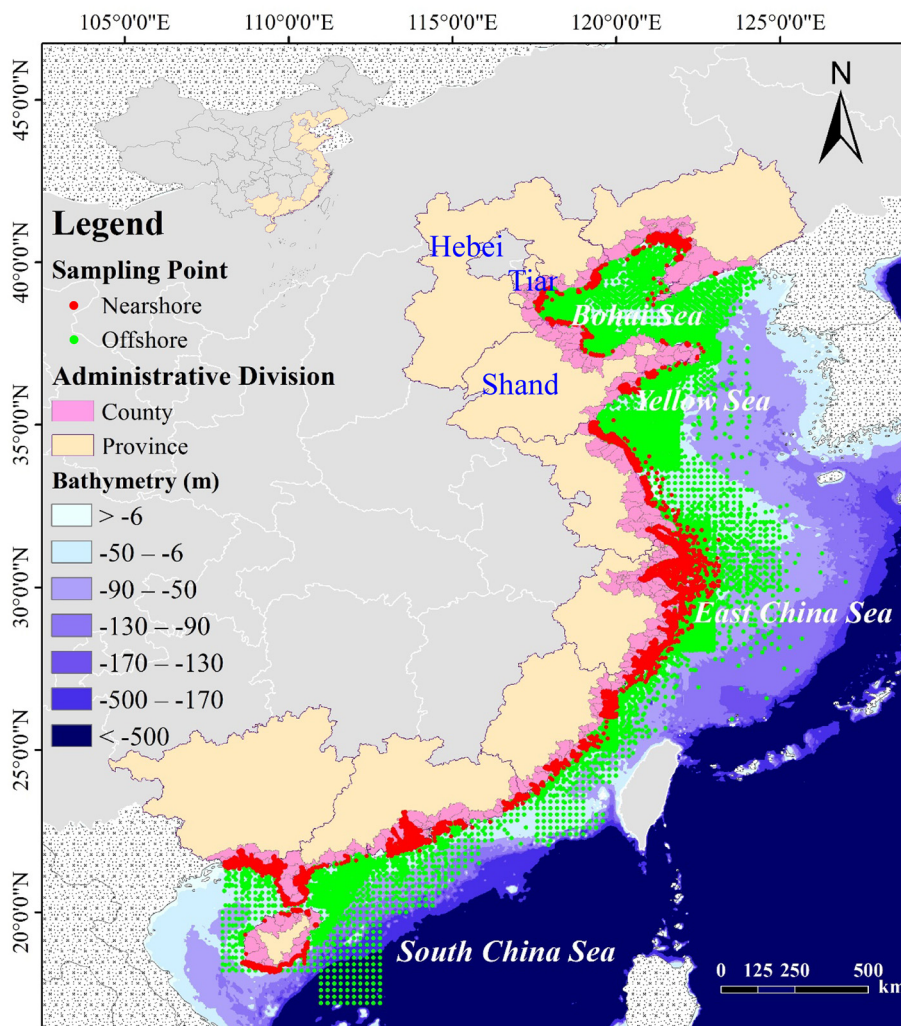 105°0'0"E
110°0'0"E
115°0'0"E
120°0'0"E
125°0'0"E
45°0'0"N
40°0'0"N
35°0'0"N
30°0'0"N
25°0'0"N
20°0'0"N
N
Legend
Sampling Point
Nearshore
Offshore
Administrative Division
County
Province
Bathymetry (m)
> -6
-50 – -6
-90 – -50
-130 – -90
-170 – -130
-500 – -170
< -500
Hebei
Tiar
Shand
Bohai Sea
Yellow Sea
East China Sea
South China Sea
0 125 250 500
km